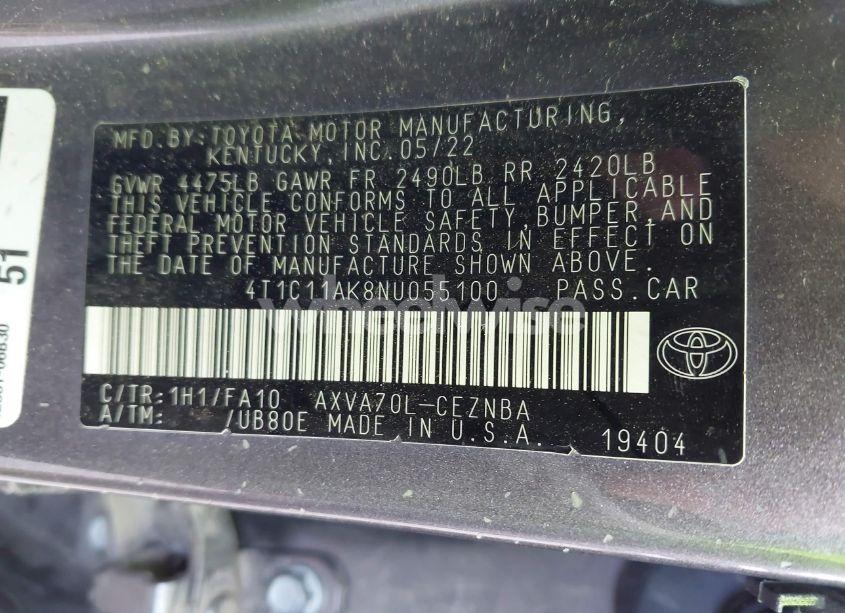 MFD.BY:TOYOTA MOTOR MANUFACTURING,
KENTUCKY,INC.05/22
GVWR 4475LB GAWR FR 2490LB RR 2420LB
THIS VEHICLE CONFORMS TO ALL APPLICABLE
FEDERAL MOTOR VEHICLE SAFETY,BUMPER,AND
THEFT PREVENTION STANDARDS IN EFFECT ON
THE DATE OF MANUFACTURE SHOWN ABOVE.
4T1C11AK8NU055100 PASS.CAR
wheelwise
C/TR:1H1/FA10 AXVA70L-CEZNBA
A/TM: /UB80E MADE IN U.S.A. 19404
51